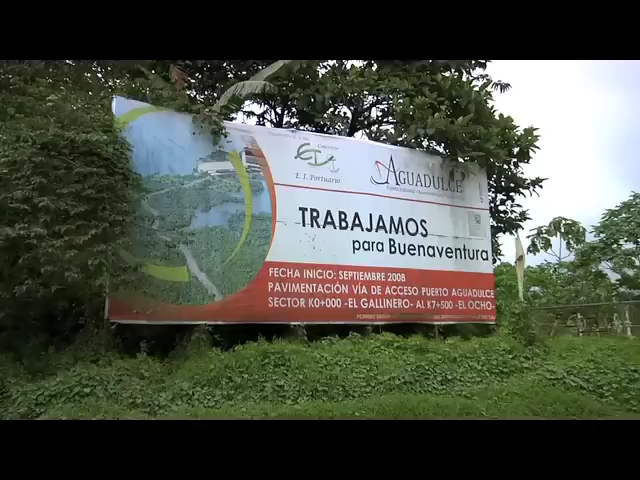 Consorcio
E. I. Portuario
AGUADULCE
TRABAJAMOS
para Buenaventura
FECHA INICIO: SEPTIEMBRE 2008
PAVIMENTACIÓN VÍA DE ACCESO PUERTO AGUADULCE
SECTOR K0+000 -EL GALLINERO- AL K7+500 -EL OCHO-